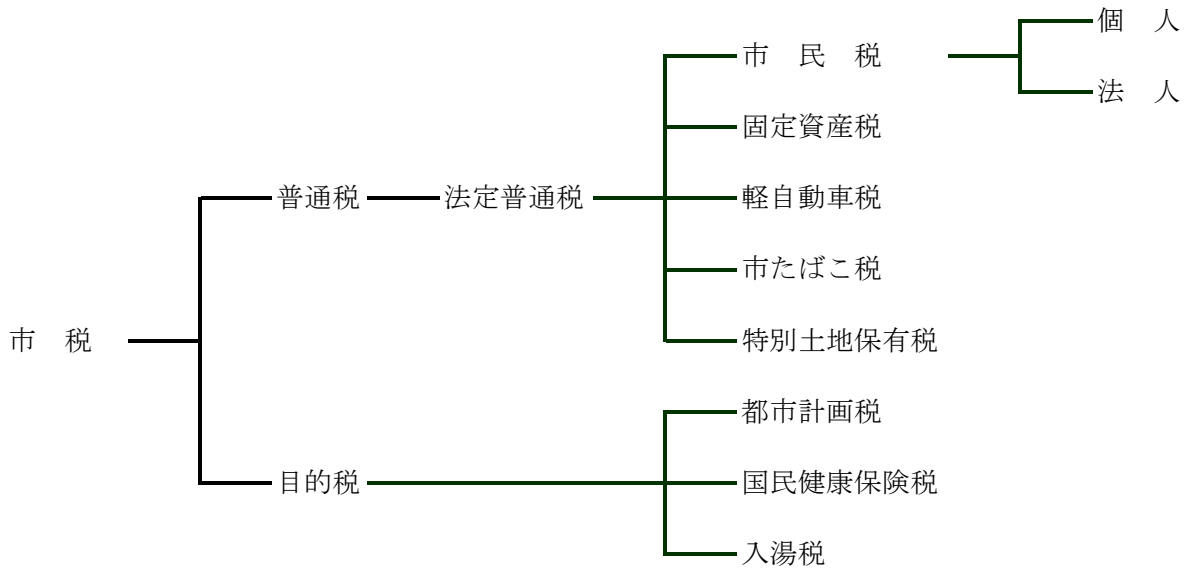 個　人
市　民　税
法　人
固定資産税
普通税　法定普通税　軽自動車税
市たばこ税
市　税　特別土地保有税
都市計画税
目的税　国民健康保険税
入湯税